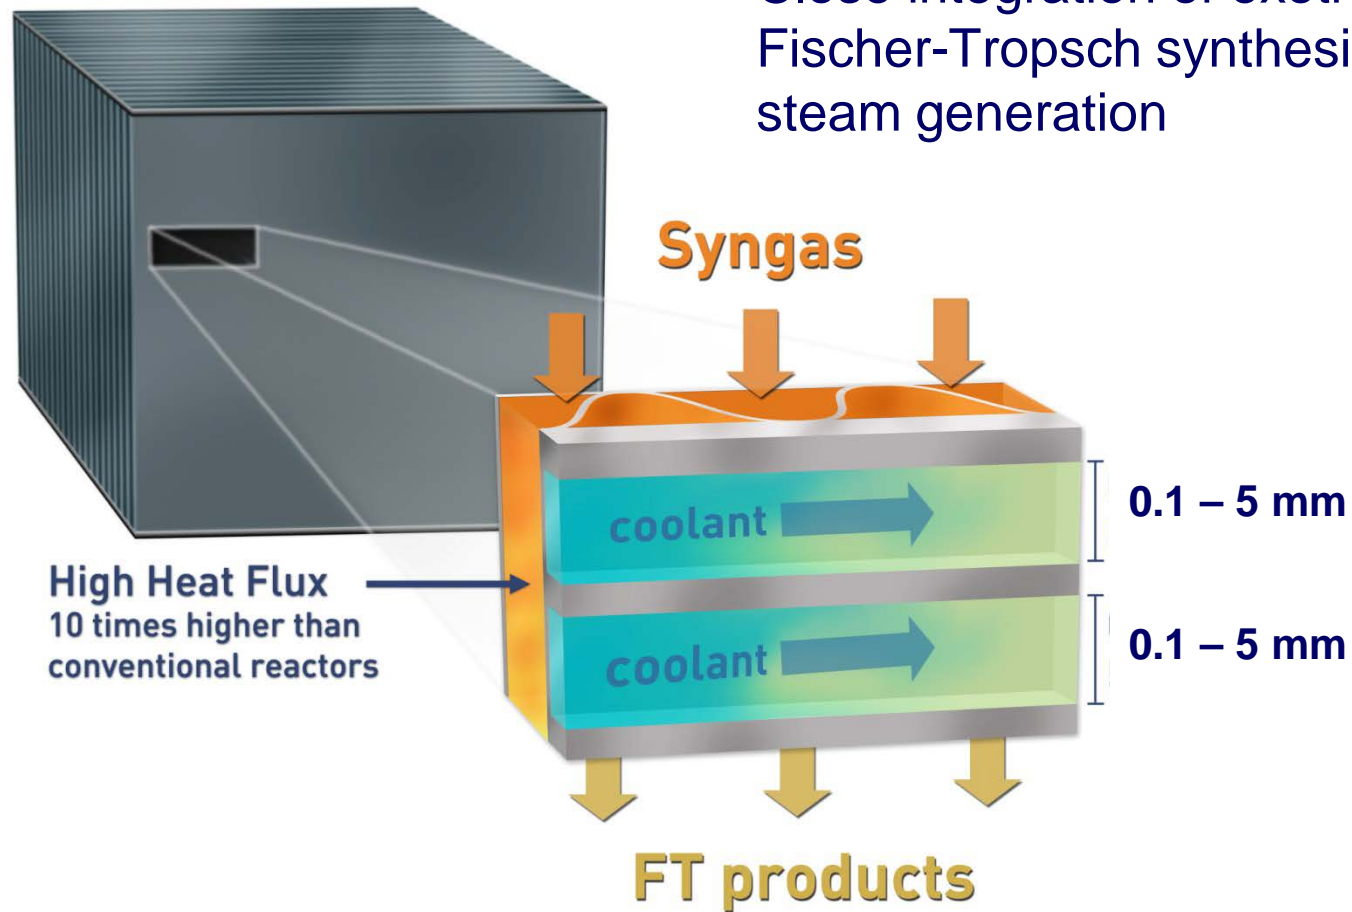 Fischer-Tropsch
steam generation
Syngas
coolant
0.1 – 5 mm
High Heat Flux
10 times higher than
conventional reactors
coolant
0.1 – 5 mm
FT products